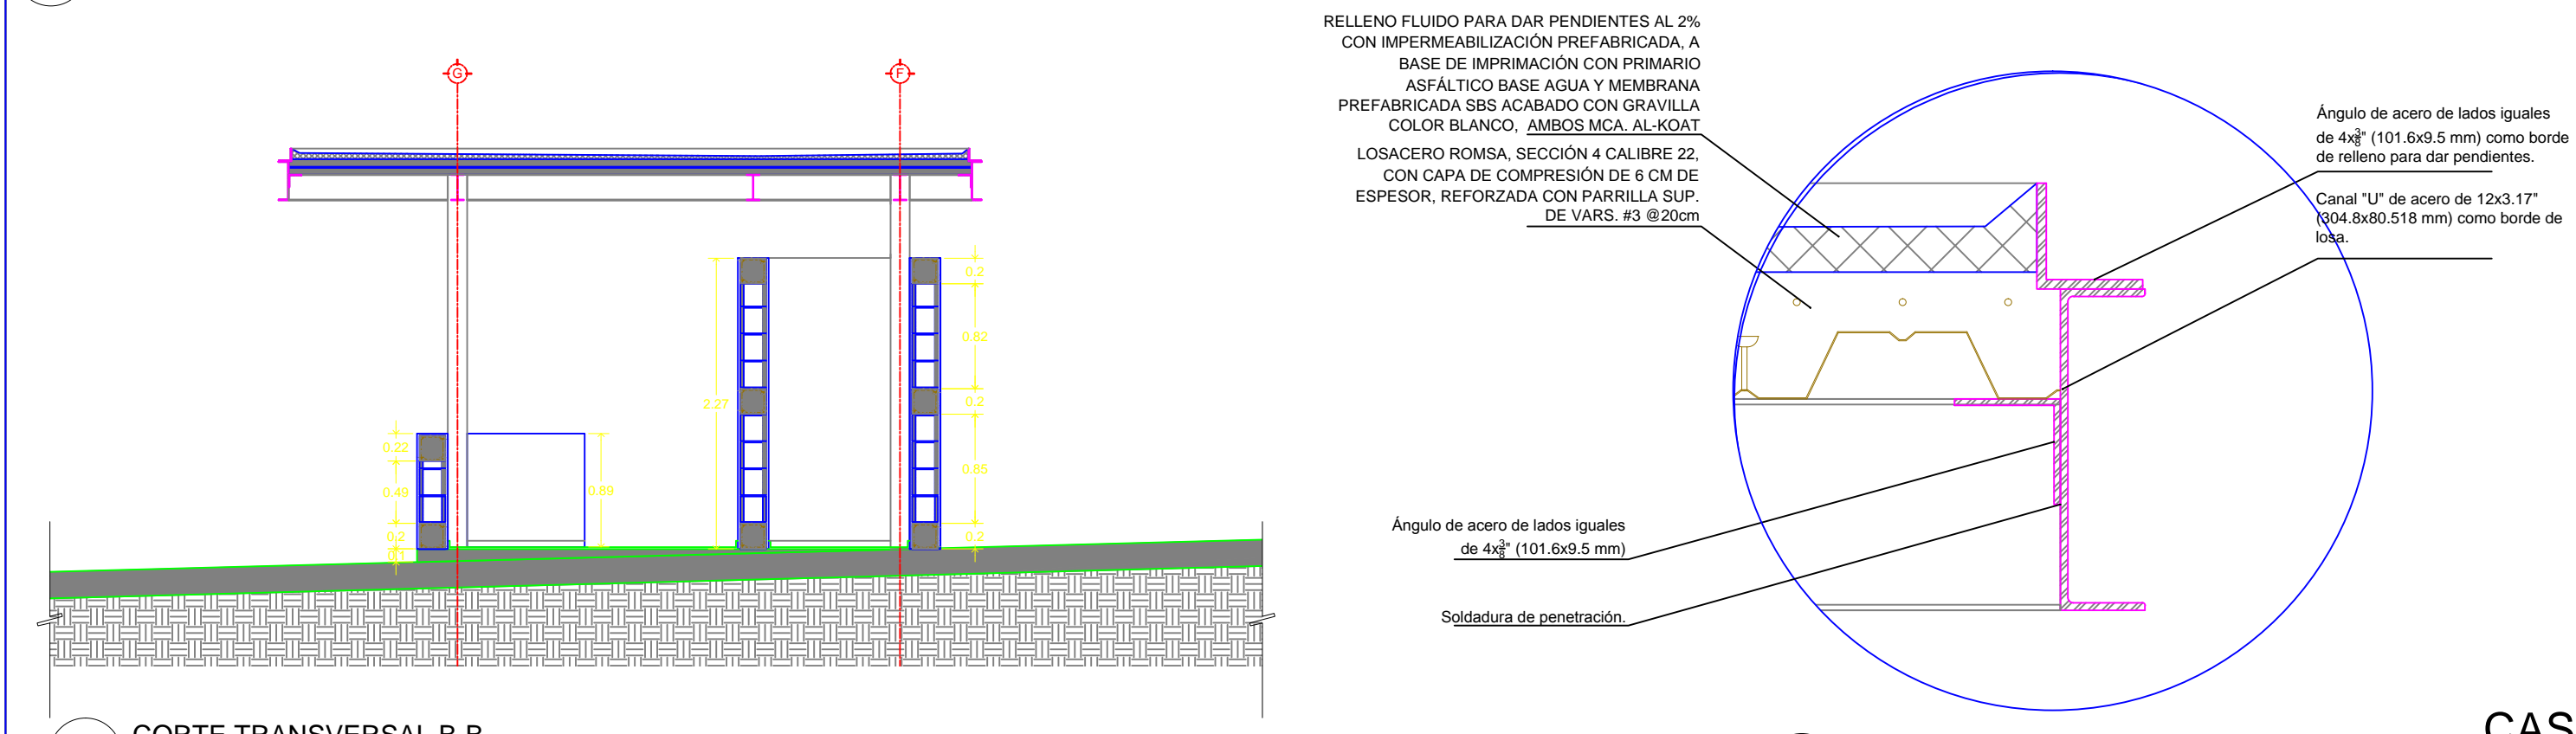 G
F
0.22
0.49
0.2
0.1
0.89
2.27
0.2
0.82
0.2
0.85
0.2
RELLENO FLUIDO PARA DAR PENDIENTES AL 2%
CON IMPERMEABILIZACIÓN PREFABRICADA, A
BASE DE IMPRIMACIÓN CON PRIMARIO
ASFÁLTICO BASE AGUA Y MEMBRANA
PREFABRICADA SBS ACABADO CON GRAVILLA
COLOR BLANCO, AMBOS MCA. AL-KOAT
LOSACERO ROMSA, SECCIÓN 4 CALIBRE 22,
CON CAPA DE COMPRESIÓN DE 6 CM DE
ESPESOR, REFORZADA CON PARRILLA SUP.
DE VARS. #3 @20cm
Ángulo de acero de lados iguales
de 4x3/8" (101.6x9.5 mm) como borde
de relleno para dar pendientes.
Canal "U" de acero de 12x3.17"
(304.8x80.518 mm) como borde de
losa.
Ángulo de acero de lados iguales
de 4x3/8" (101.6x9.5 mm)
Soldadura de penetración.
CORTE TRANSVERSAL B-B
CAS